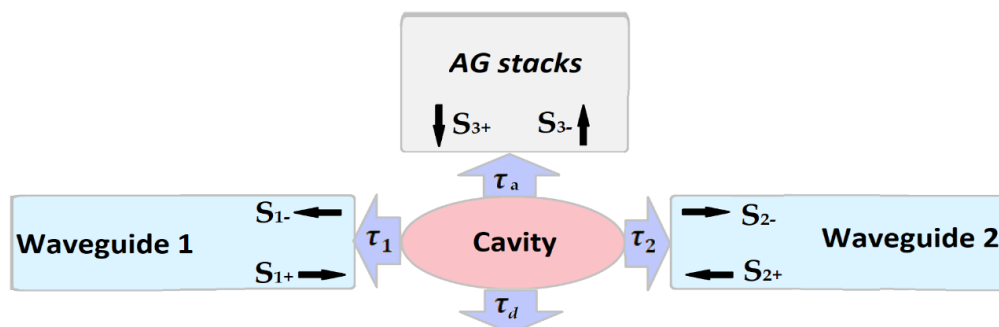 AG stacks
S3+ S3-
τa
S1- S2-
Waveguide 1 τ1 Cavity τ2 Waveguide 2
S1+ S2+
τd